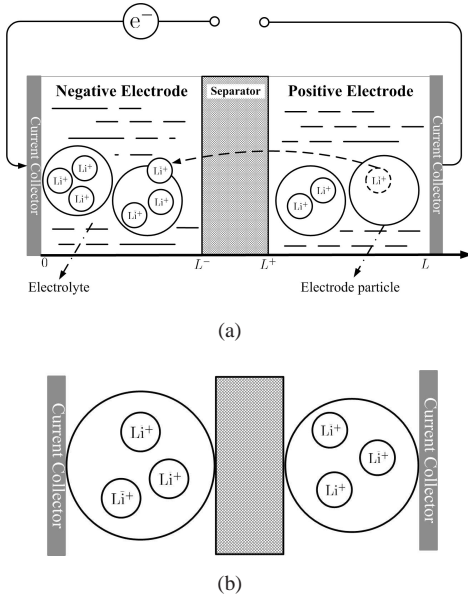 e⁻
Negative Electrode
Separator
Positive Electrode
Current Collector
Current Collector
Li⁺
Li⁺
Li⁺
Li⁺
Li⁺
Li⁺
Li⁺
Li⁺
Li⁺
0
L⁻
L⁺
L
Electrolyte
Electrode particle
(a)
Current Collector
Current Collector
Li⁺
Li⁺
Li⁺
Li⁺
Li⁺
Li⁺
(b)